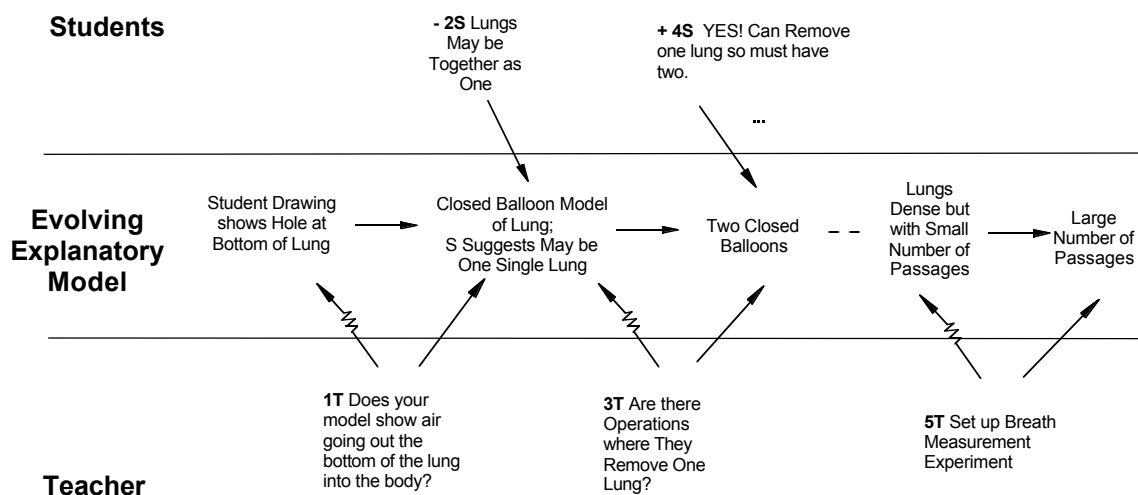 Students
- 2S Lungs
May be
Together as
One
+ 4S YES! Can Remove
one lung so must have
two.
...
Evolving
Explanatory
Model
Student Drawing
shows Hole at
Bottom of Lung
Closed Balloon Model
of Lung;
S Suggests May be
One Single Lung
Two Closed
Balloons
Lungs
Dense but
with Small
Number of
Passages
Large
Number of
Passages
Teacher
1T Does your
model show air
going out the
bottom of the lung
into the body?
3T Are there
Operations
where They
Remove One
Lung?
5T Set up Breath
Measurement
Experiment